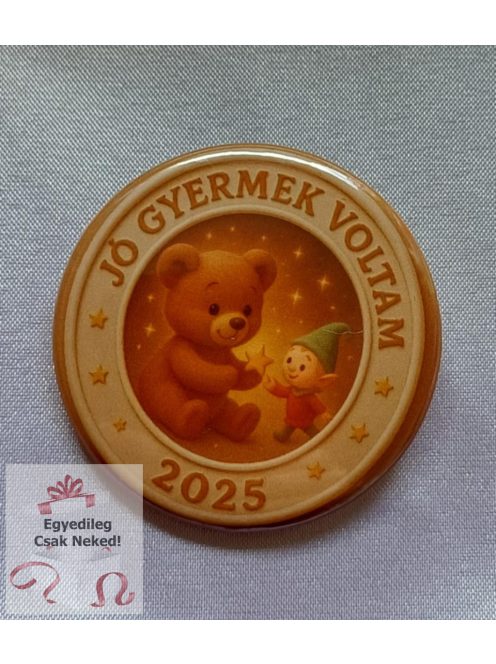 JÓ GYERMEK VOLTAM
2025
Egyedileg
Csak Neked!